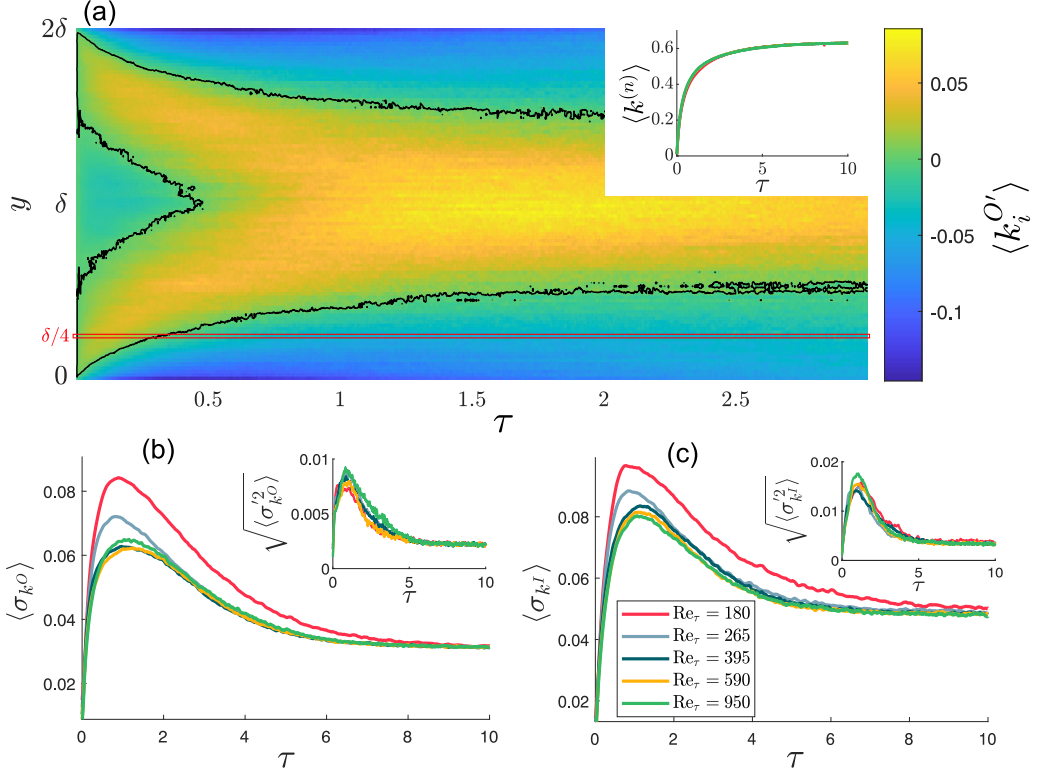 (a)
2δ
y
δ
δ/4
0
0.5 1 1.5 2 2.5
τ
⟨k^(n)⟩
0.6
0.4
0.2
0
0 5 10
τ
0.05
0
-0.05
-0.1
⟨k_i^{O'}⟩
(b)
⟨σ_{k^O}⟩
0.08
0.06
0.04
0.02
0 2 4 6 8 10
τ
√⟨σ'^2_{k^O}⟩
0.01
0.005
0
0 5 10
τ
(c)
⟨σ_{k^I}⟩
0.08
0.06
0.04
0.02
0 2 4 6 8 10
τ
√⟨σ'^2_{k^I}⟩
0.02
0.01
0
0 5 10
τ
Re_τ = 180
Re_τ = 265
Re_τ = 395
Re_τ = 590
Re_τ = 950